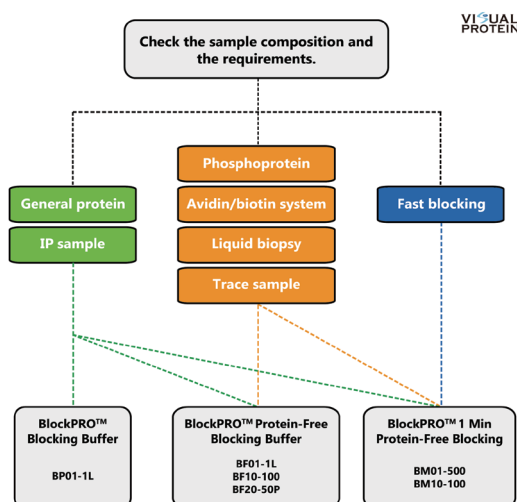 VISUAL
PROTEIN
Check the sample composition and
the requirements.
Phosphoprotein
General protein
Avidin/biotin system
Fast blocking
IP sample
Liquid biopsy
Trace sample
BlockPRO™
Blocking Buffer
BP01-1L
BlockPRO™ Protein-Free
Blocking Buffer
BF01-1L
BF10-100
BF20-50P
BlockPRO™ 1 Min
Protein-Free Blocking
BM01-500
BM10-100